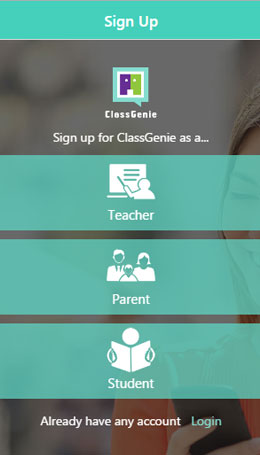 Sign Up
ClassGenie
Sign up for ClassGenie as a...
Teacher
Parent
Student
Already have any account Login